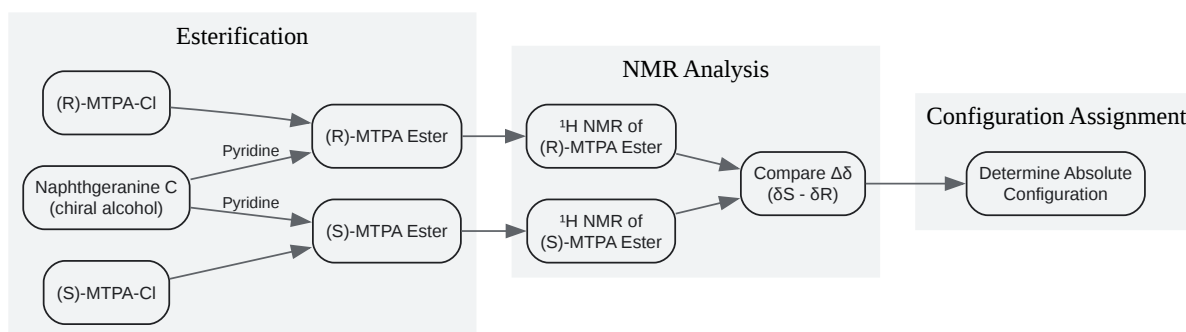 Esterification
(R)-MTPA-Cl
Naphthgeranine C
(chiral alcohol)
(S)-MTPA-Cl
Pyridine
Pyridine
(R)-MTPA Ester
(S)-MTPA Ester
NMR Analysis
¹H NMR of
(R)-MTPA Ester
¹H NMR of
(S)-MTPA Ester
Compare Δδ
(δS - δR)
Configuration Assignment
Determine Absolute
Configuration